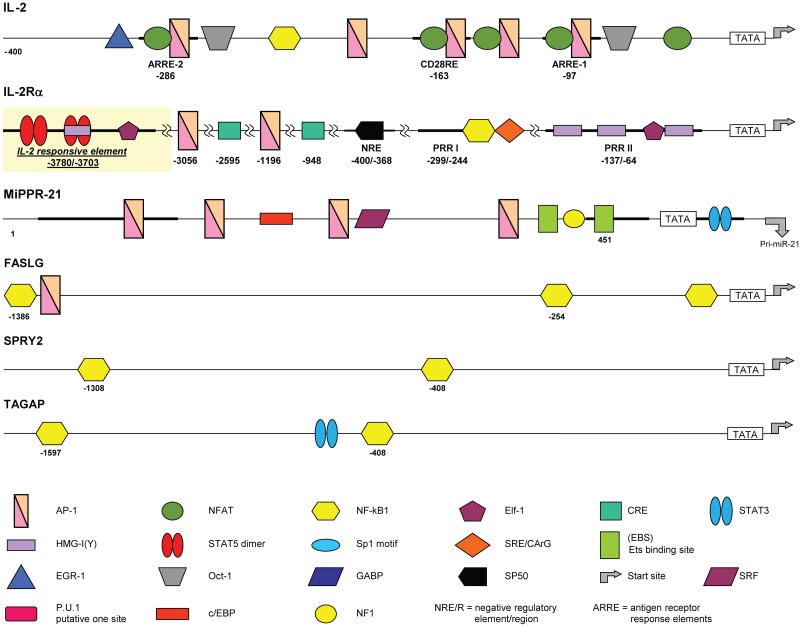 IL-2
-400
TATA
ARRE-2
-286
CD28RE
-163
ARRE-1
-97
IL-2Rα
IL-2 responsive element
-3780/-3703
-3056
-2595
-1196
-948
NRE
-400/-368
PRR I
-299/-244
PRR II
-137/-64
TATA
MiPPR-21
1
451
TATA
Pri-miR-21
FASLG
-1386
-254
TATA
SPRY2
-1308
-408
TATA
TAGAP
-1597
-408
TATA
AP-1
NFAT
NF-kB1
Elf-1
CRE
STAT3
HMG-I(Y)
STAT5 dimer
Sp1 motif
SRE/CArG
(EBS)
Ets binding site
EGR-1
Oct-1
GABP
SP50
Start site
SRF
P.U.1
putative one site
c/EBP
NF1
NRE/R = negative regulatory
element/region
ARRE = antigen receptor
response elements